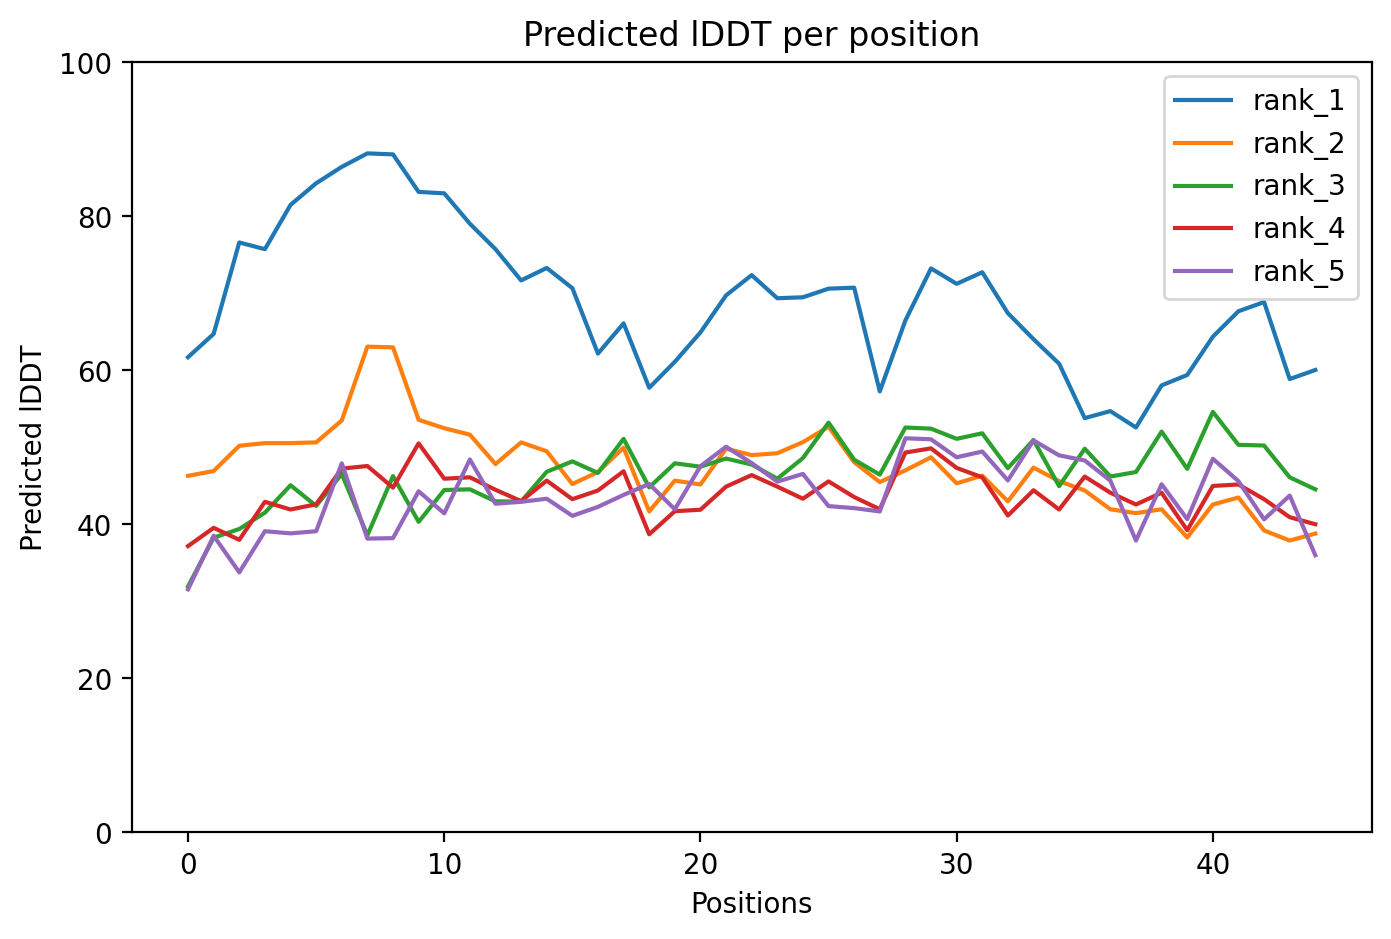 Predicted lDDT per position
100
80
60
40
20
0
Predicted lDDT
0 10 20 30 40
Positions
rank_1
rank_2
rank_3
rank_4
rank_5